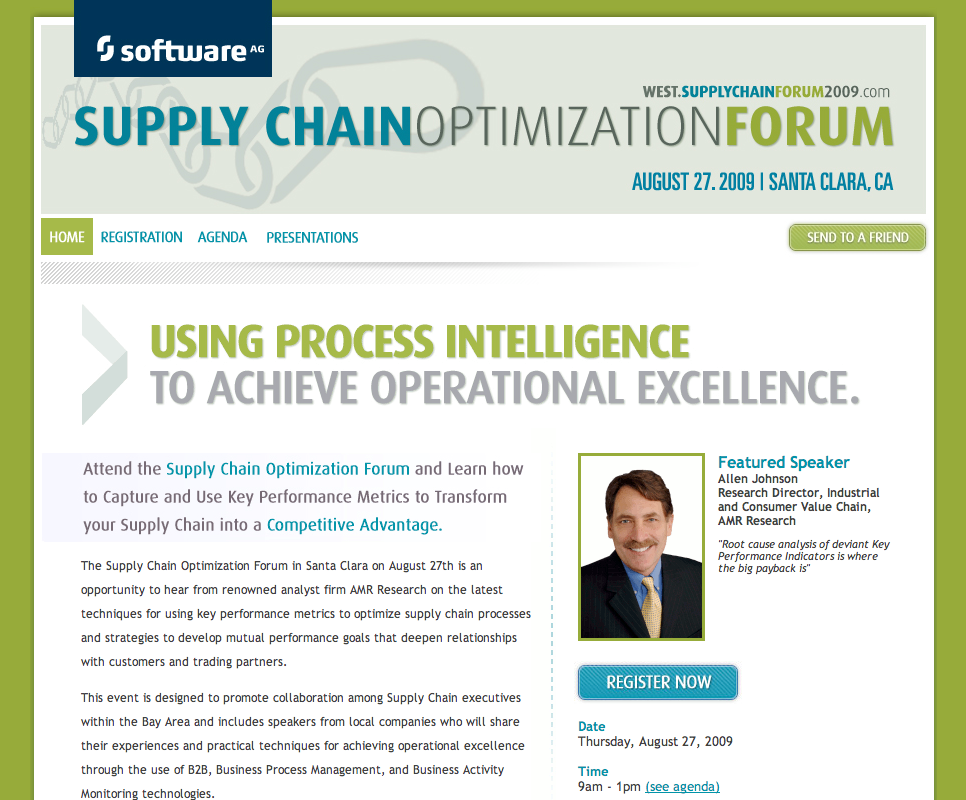 software AG
WEST.SUPPLYCHAINFORUM2009.com
SUPPLY CHAINOPTIMIZATIONFORUM
AUGUST 27. 2009 | SANTA CLARA, CA
HOME REGISTRATION AGENDA PRESENTATIONS SEND TO A FRIEND
USING PROCESS INTELLIGENCE
TO ACHIEVE OPERATIONAL EXCELLENCE.
Attend the Supply Chain Optimization Forum and Learn how
to Capture and Use Key Performance Metrics to Transform
your Supply Chain into a Competitive Advantage.
The Supply Chain Optimization Forum in Santa Clara on August 27th is an
opportunity to hear from renowned analyst firm AMR Research on the latest
techniques for using key performance metrics to optimize supply chain processes
and strategies to develop mutual performance goals that deepen relationships
with customers and trading partners.
This event is designed to promote collaboration among Supply Chain executives
within the Bay Area and includes speakers from local companies who will share
their experiences and practical techniques for achieving operational excellence
through the use of B2B, Business Process Management, and Business Activity
Monitoring technologies.
Featured Speaker
Allen Johnson
Research Director, Industrial
and Consumer Value Chain,
AMR Research
"Root cause analysis of deviant Key
Performance Indicators is where
the big payback is"
REGISTER NOW
Date
Thursday, August 27, 2009
Time
9am - 1pm (see agenda)